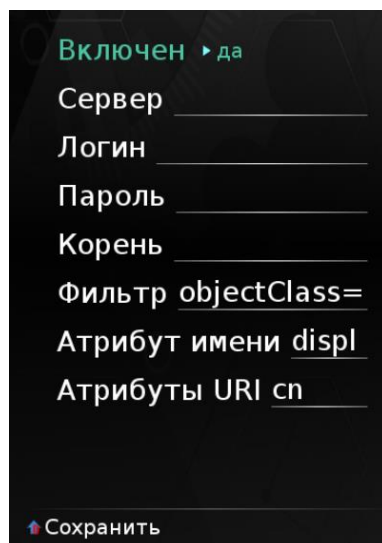 Включен да
Сервер
Логин
Пароль
Корень
Фильтр objectClass=
Атрибут имени displ
Атрибуты URI cn
Сохранить